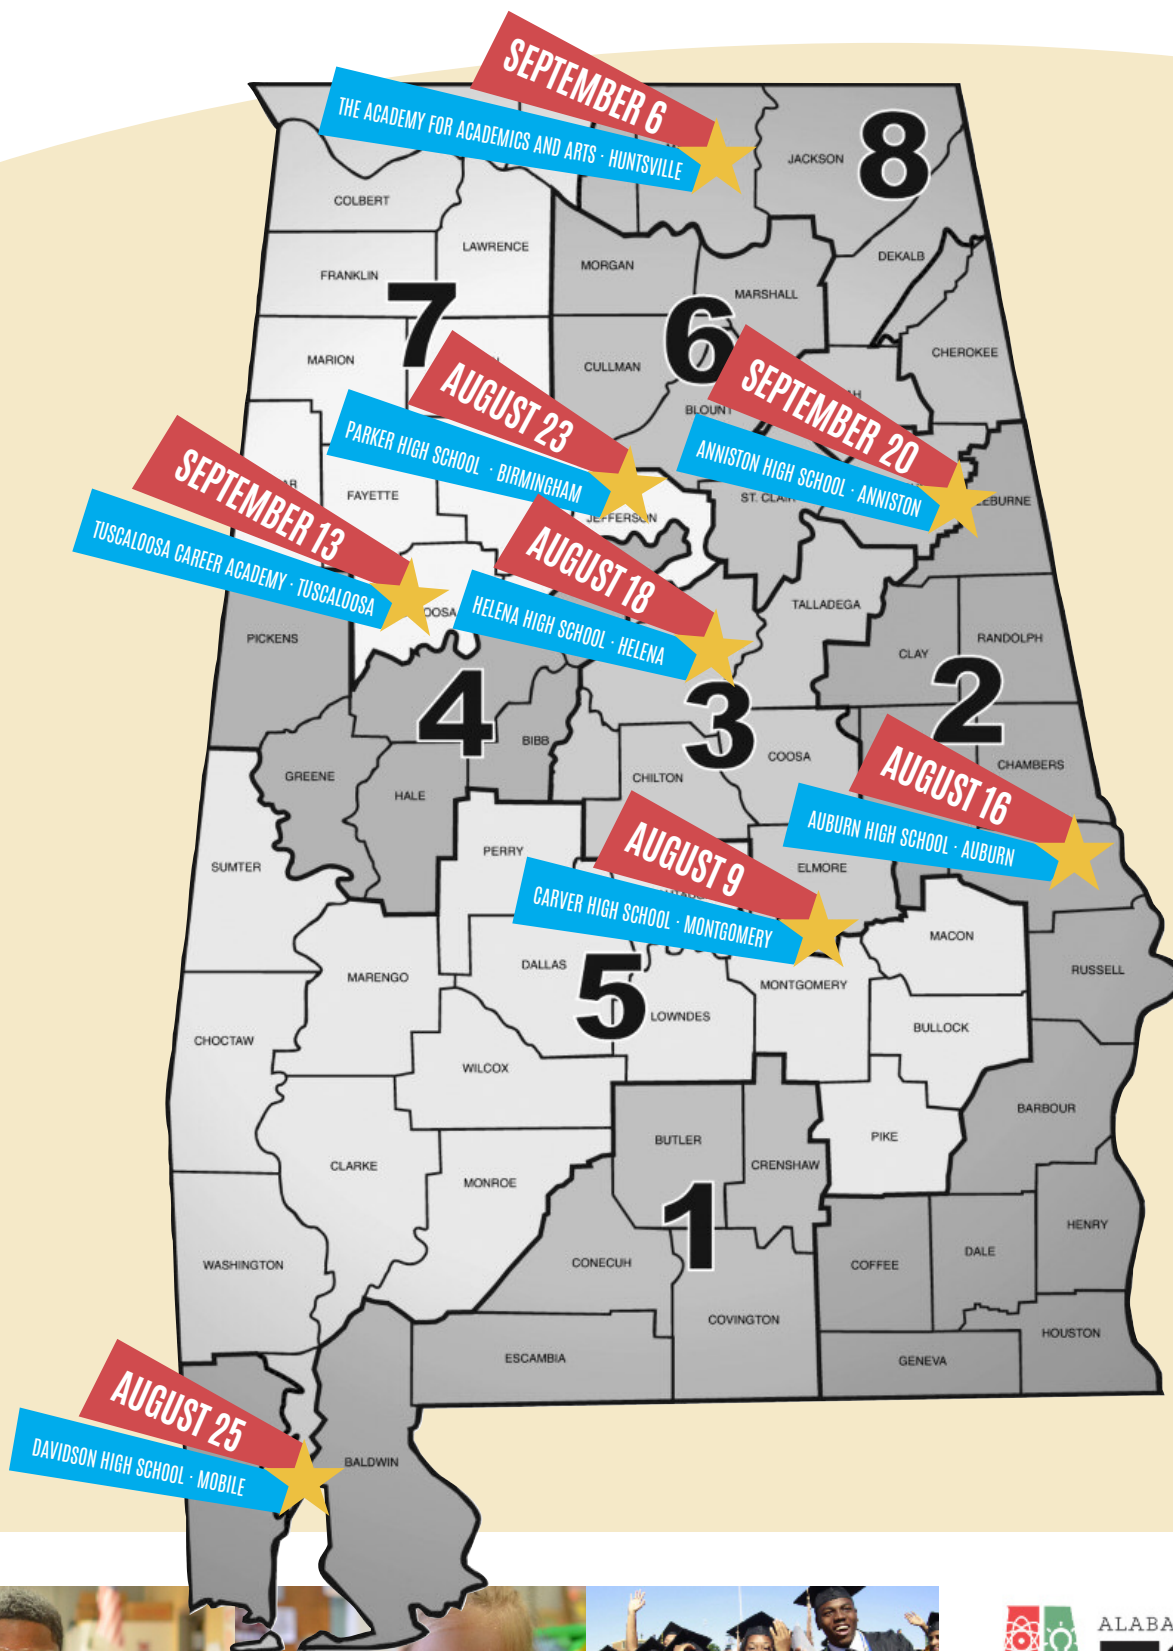 SEPTEMBER 6
THE ACADEMY FOR ACADEMICS AND ARTS · HUNTSVILLE
JACKSON
8
COLBERT
LAWRENCE
FRANKLIN
MORGAN
DEKALB
MARSHALL
7
6
MARION
CULLMAN
CHEROKEE
AUGUST 23
PARKER HIGH SCHOOL · BIRMINGHAM
BLOUNT
SEPTEMBER 20
ANNISTON HIGH SCHOOL · ANNISTON
SEPTEMBER 13
TUSCALOOSA CAREER ACADEMY · TUSCALOOSA
FAYETTE
JEFFERSON
ST. CLAIR
AUGUST 18
HELENA HIGH SCHOOL · HELENA
TALLADEGA
PICKENS
CLAY
RANDOLPH
4
3
2
BIBB
COOSA
CHAMBERS
GREENE
HALE
CHILTON
AUGUST 16
AUBURN HIGH SCHOOL · AUBURN
SUMTER
PERRY
ELMORE
AUGUST 9
CARVER HIGH SCHOOL · MONTGOMERY
MACON
DALLAS
5
MARENGO
MONTGOMERY
RUSSELL
LOWNDES
BULLOCK
CHOCTAW
WILCOX
BARBOUR
BUTLER
PIKE
CLARKE
CRENSHAW
MONROE
1
HENRY
WASHINGTON
CONECUH
COFFEE
DALE
COVINGTON
HOUSTON
ESCAMBIA
GENEVA
AUGUST 25
DAVIDSON HIGH SCHOOL · MOBILE
BALDWIN
ALABA